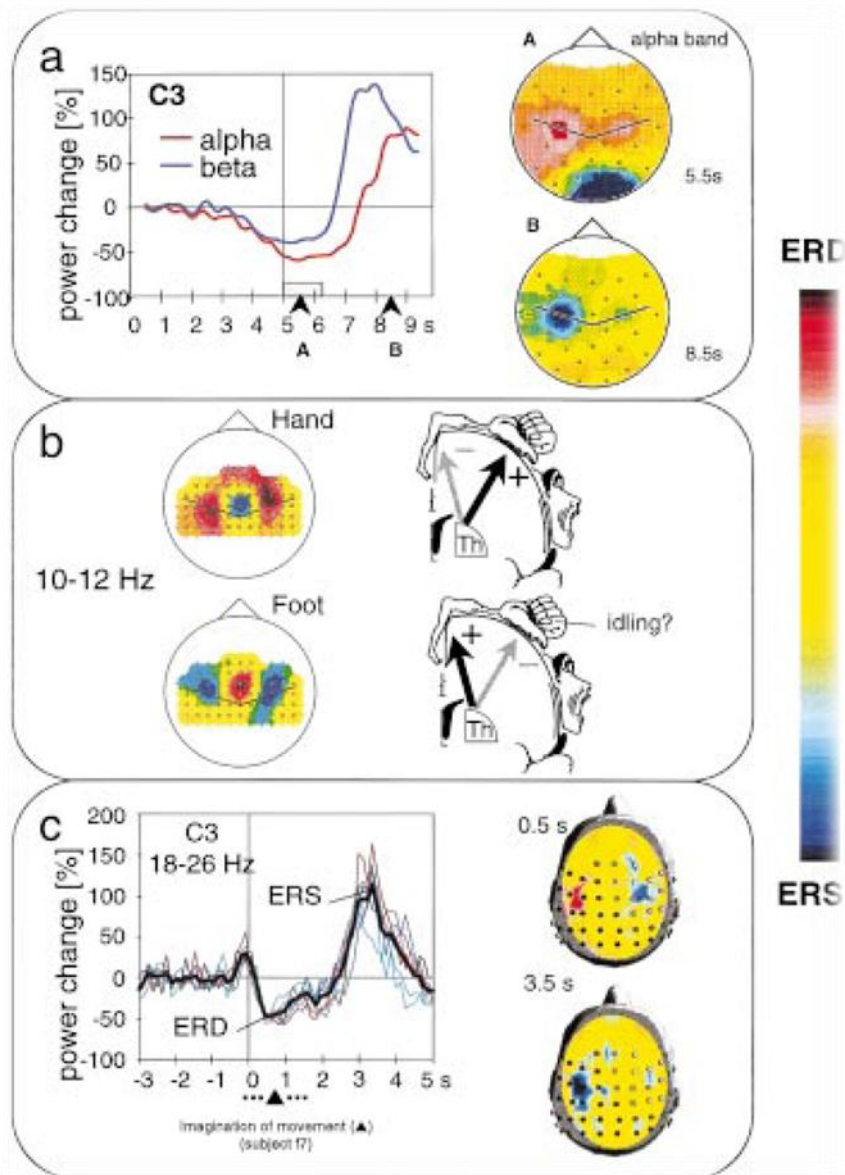 a
C3
alpha
beta
power change [%]
150
100
50
0
-50
-100
0 1 2 3 4 5 6 7 8 9 s
A
B
A
alpha band
5.5s
B
8.5s
ERD
ERS
b
10-12 Hz
Hand
Foot
−
+
Th
+
−
Th
idling?
c
C3
18-26 Hz
ERS
ERD
power change [%]
200
150
100
50
0
-50
-100
-3 -2 -1 0 1 2 3 4 5 s
Imagination of movement (▲)
(subject f7)
0.5 s
3.5 s